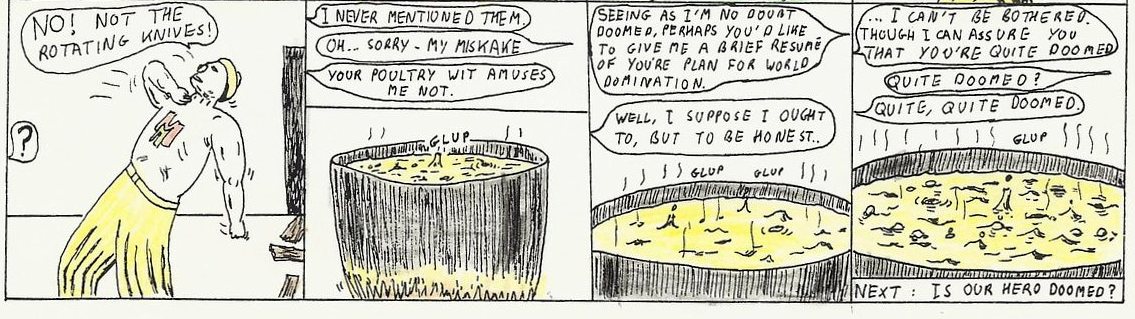 NO! NOT THE
ROTATING KNIVES!
?
I NEVER MENTIONED THEM.
OH... SORRY - MY MISKAKE
YOUR POULTRY WIT AMUSES
ME NOT.
GLUP
SEEING AS I'M NO DOUBT
DOOMED, PERHAPS YOU'D LIKE
TO GIVE ME A BRIEF RESUMÉ
OF YOU'RE PLAN FOR WORLD
DOMINATION.
WELL, I SUPPOSE I OUGHT
TO, BUT TO BE HONEST..
GLUP GLUP
... I CAN'T BE BOTHERED.
THOUGH I CAN ASSURE YOU
THAT YOU'RE QUITE DOOMED
QUITE DOOMED?
QUITE, QUITE DOOMED.
GLUP
NEXT : IS OUR HERO DOOMED?